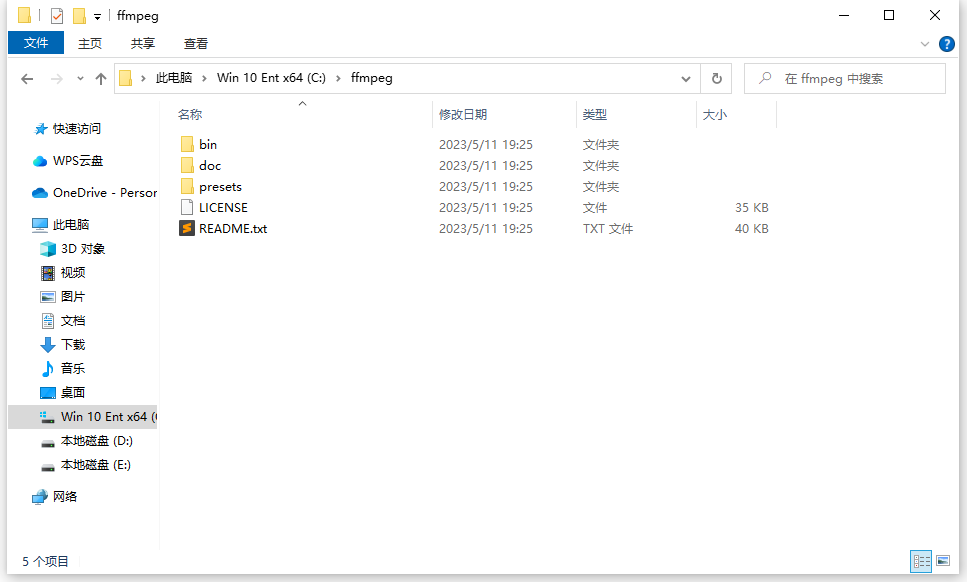 ffmpeg
文件 主页 共享 查看
此电脑 Win 10 Ent x64 (C:) ffmpeg 在 ffmpeg 中搜索
名称 修改日期 类型 大小
快速访问
WPS云盘
OneDrive - Person
此电脑
3D 对象
视频
图片
文档
下载
音乐
桌面
Win 10 Ent x64 (
本地磁盘 (D:)
本地磁盘 (E:)
网络
bin 2023/5/11 19:25 文件夹
doc 2023/5/11 19:25 文件夹
presets 2023/5/11 19:25 文件夹
LICENSE 2023/5/11 19:25 文件 35 KB
README.txt 2023/5/11 19:25 TXT 文件 40 KB
5 个项目